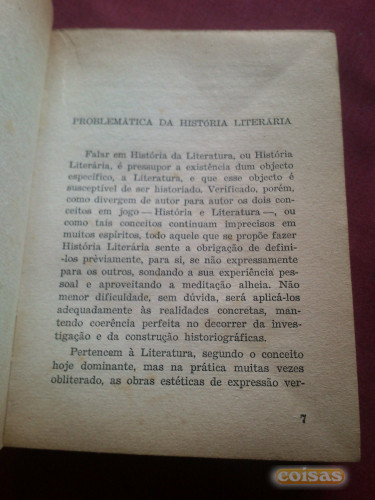 PROBLEMÁTICA DA HISTÓRIA LITERÁRIA
Falar em História da Literatura, ou História
Literária, é pressupor a existência dum objecto
específico, a Literatura, e que esse objecto é
susceptível de ser historiado. Verificado, porém,
como divergem de autor para autor os dois con-
ceitos em jogo — História e Literatura —, ou
como tais conceitos continuam imprecisos em
muitos espíritos, todo aquele que se propõe fazer
História Literária sente a obrigação de defini-
-los prèviamente, para si, se não expressamente
para os outros, sondando a sua experiência pes-
soal e aproveitando a meditação alheia. Não
menor dificuldade, sem dúvida, será aplicá-los
adequadamente às realidades concretas, man-
tendo coerência perfeita no decorrer da inves-
tigação e da construção historiográficas.
Pertencem à Literatura, segundo o conceito
hoje dominante, mas na prática muitas vezes
obliterado, as obras estéticas de expressão ver-
7
coisas